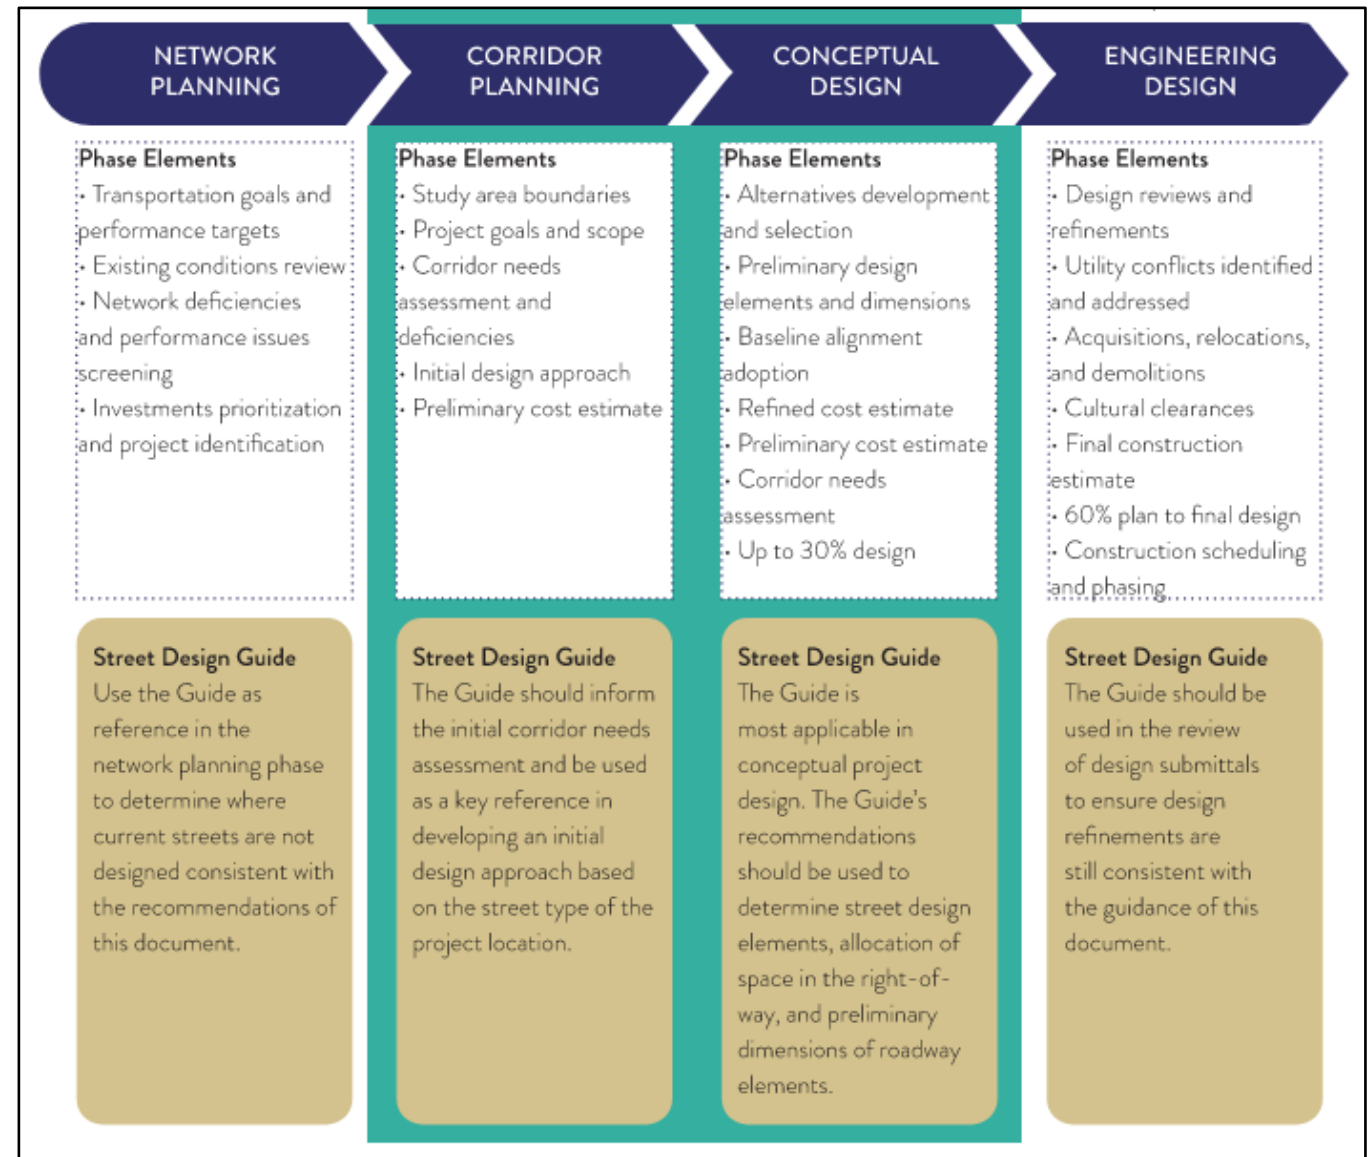 NETWORK
PLANNING
CORRIDOR
PLANNING
CONCEPTUAL
DESIGN
ENGINEERING
DESIGN
Phase Elements
• Transportation goals and
performance targets
• Existing conditions review
• Network deficiencies
and performance issues
screening
• Investments prioritization
and project identification
Phase Elements
• Study area boundaries
• Project goals and scope
• Corridor needs
assessment and
deficiencies
• Initial design approach
• Preliminary cost estimate
Phase Elements
• Alternatives development
and selection
• Preliminary design
elements and dimensions
• Baseline alignment
adoption
• Refined cost estimate
• Preliminary cost estimate
• Corridor needs
assessment
• Up to 30% design
Phase Elements
• Design reviews and
refinements
• Utility conflicts identified
and addressed
• Acquisitions, relocations,
and demolitions
• Cultural clearances
• Final construction
estimate
• 60% plan to final design
• Construction scheduling
and phasing
Street Design Guide
Use the Guide as
reference in the
network planning phase
to determine where
current streets are not
designed consistent with
the recommendations of
this document.
Street Design Guide
The Guide should inform
the initial corridor needs
assessment and be used
as a key reference in
developing an initial
design approach based
on the street type of the
project location.
Street Design Guide
The Guide is
most applicable in
conceptual project
design. The Guide's
recommendations
should be used to
determine street design
elements, allocation of
space in the right-of-
way, and preliminary
dimensions of roadway
elements.
Street Design Guide
The Guide should be
used in the review
of design submittals
to ensure design
refinements are
still consistent with
the guidance of this
document.